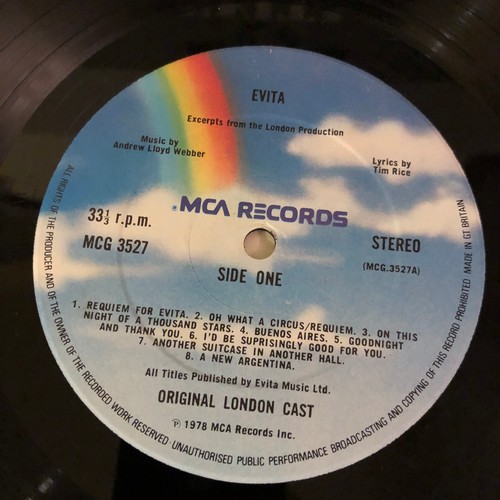 EVITA
Excerpts from the London Production
Music by
Andrew Lloyd Webber
Lyrics by
Tim Rice
MCA RECORDS
33⅓ r.p.m.
MCG 3527
STEREO
(MCG.3527A)
SIDE ONE
1. REQUIEM FOR EVITA. 2. OH WHAT A CIRCUS/REQUIEM. 3. ON THIS
NIGHT OF A THOUSAND STARS. 4. BUENOS AIRES. 5. GOODNIGHT
AND THANK YOU. 6. I'D BE SUPRISINGLY GOOD FOR YOU.
7. ANOTHER SUITCASE IN ANOTHER HALL.
8. A NEW ARGENTINA.
All Titles Published by Evita Music Ltd.
ORIGINAL LONDON CAST
℗ 1978 MCA Records Inc.
ALL RIGHTS OF THE PRODUCER AND OF THE OWNER OF THE RECORDED WORK RESERVED · UNAUTHORISED PUBLIC PERFORMANCE BROADCASTING AND COPYING OF THIS RECORD PROHIBITED MADE IN GT BRITAIN